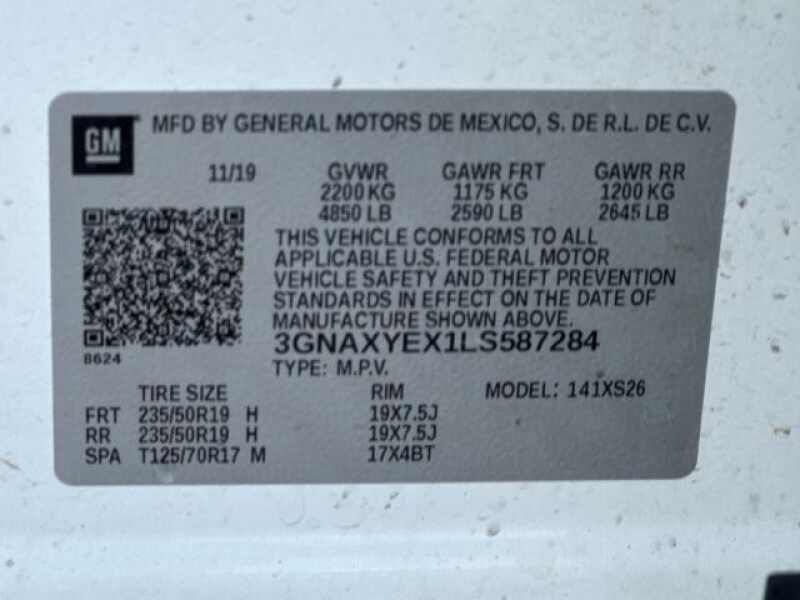 GM MFD BY GENERAL MOTORS DE MEXICO, S. DE R.L. DE C.V.
11/19 GVWR GAWR FRT GAWR RR
2200 KG 1175 KG 1200 KG
4850 LB 2590 LB 2645 LB
THIS VEHICLE CONFORMS TO ALL
APPLICABLE U.S. FEDERAL MOTOR
VEHICLE SAFETY AND THEFT PREVENTION
STANDARDS IN EFFECT ON THE DATE OF
MANUFACTURE SHOWN ABOVE.
3GNAXYEX1LS587284
8624
TYPE: M.P.V.
TIRE SIZE RIM MODEL: 141XS26
FRT 235/50R19 H 19X7.5J
RR 235/50R19 H 19X7.5J
SPA T125/70R17 M 17X4BT